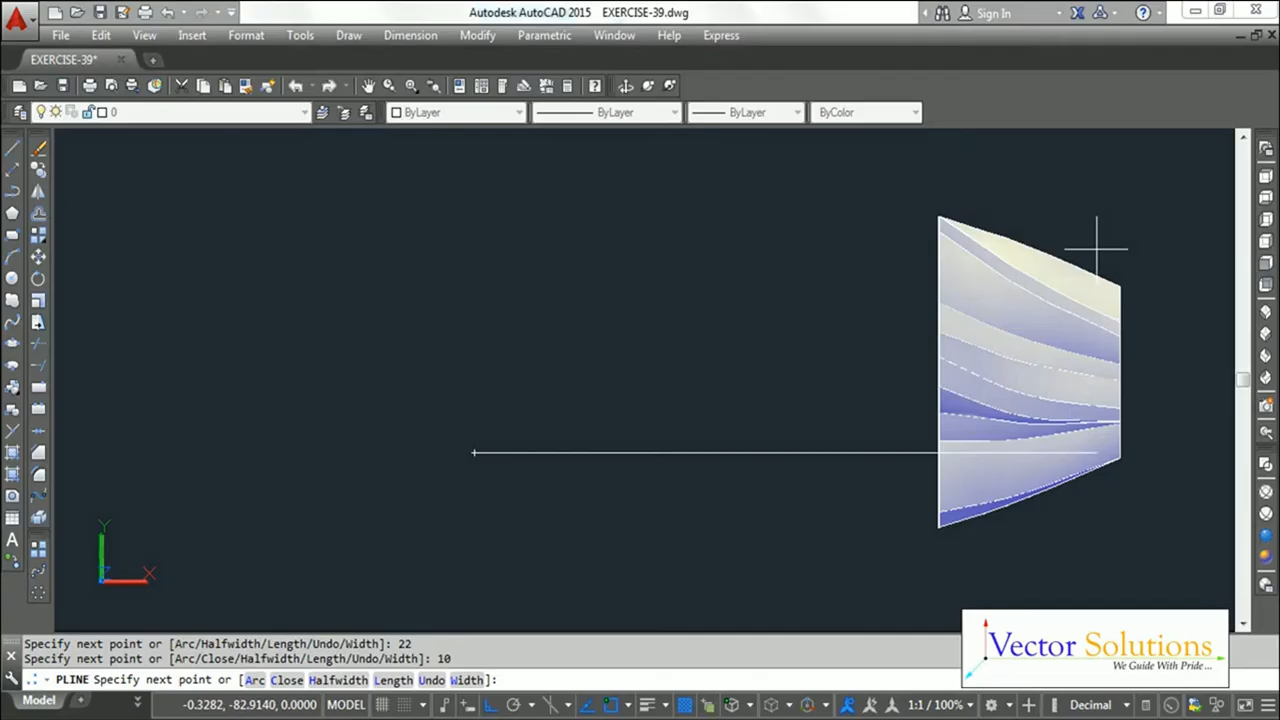 Autodesk AutoCAD 2015 EXERCISE-39.dwg
Sign In
File Edit View Insert Format Tools Draw Dimension Modify Parametric Window Help Express
EXERCISE-39*
0 ByLayer ByLayer ByLayer ByColor
Y
X
A
Vector Solutions
We Guide With Pride ...
Specify next point or [Arc/Halfwidth/Length/Undo/Width]: 22
Specify next point or [Arc/Close/Halfwidth/Length/Undo/Width]: 10
PLINE Specify next point or [Arc Close Halfwidth Length Undo Width]:
Model -0.3282, -82.9140, 0.0000 MODEL 1:1 / 100% Decimal